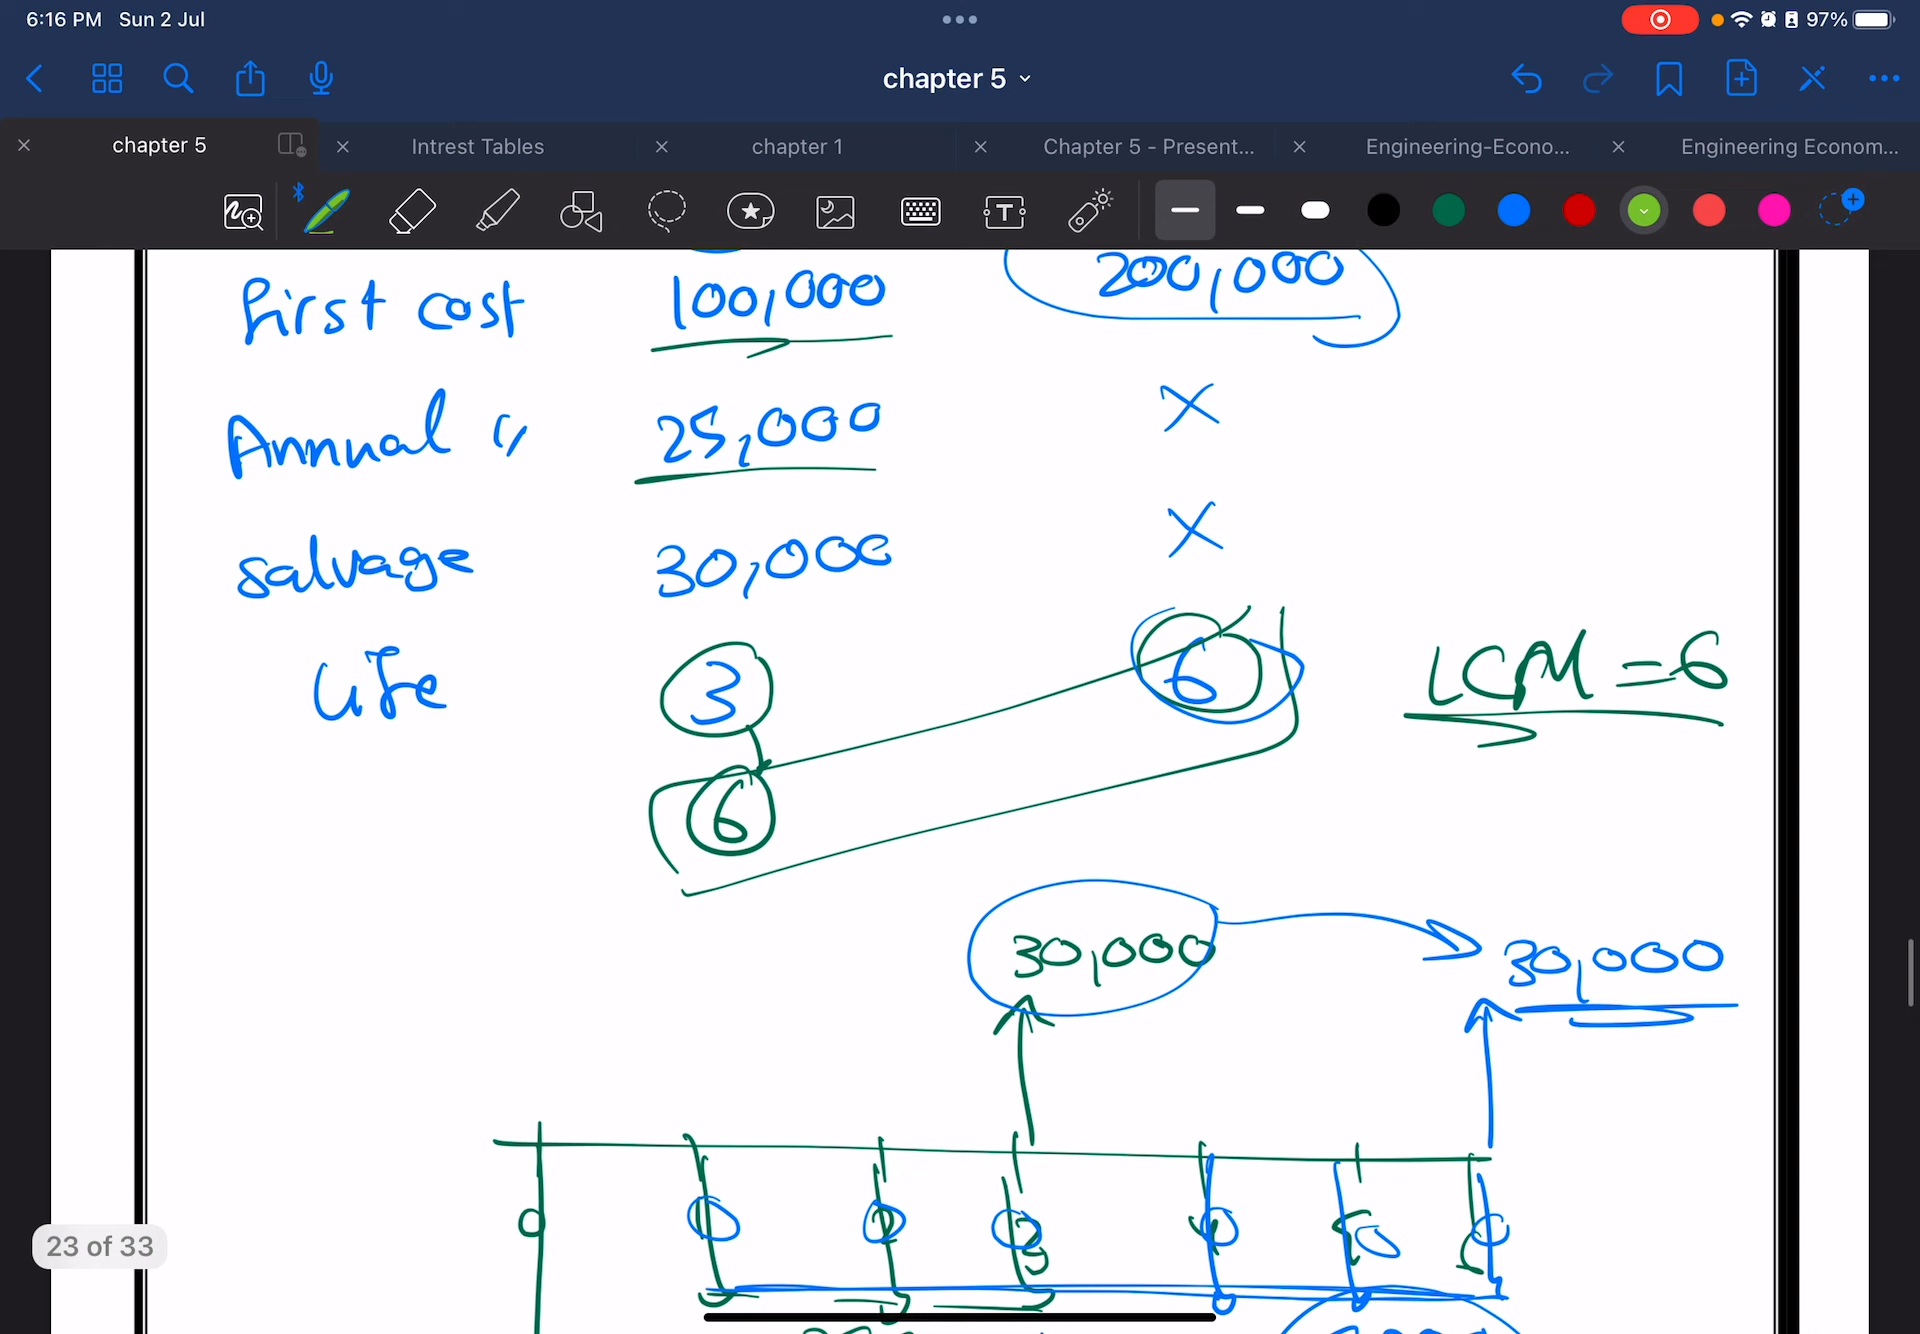 6:16 PM Sun 2 Jul
97%
chapter 5
chapter 5
Intrest Tables
chapter 1
Chapter 5 - Present...
Engineering-Econo...
Engineering Econom...
first cost 100,000 200,000
Annual 25,000 X
salvage 30,000 X
Life 3 6 LCM = 6
6
30,000 30,000
0 1 2 3 4 5 6
23 of 33